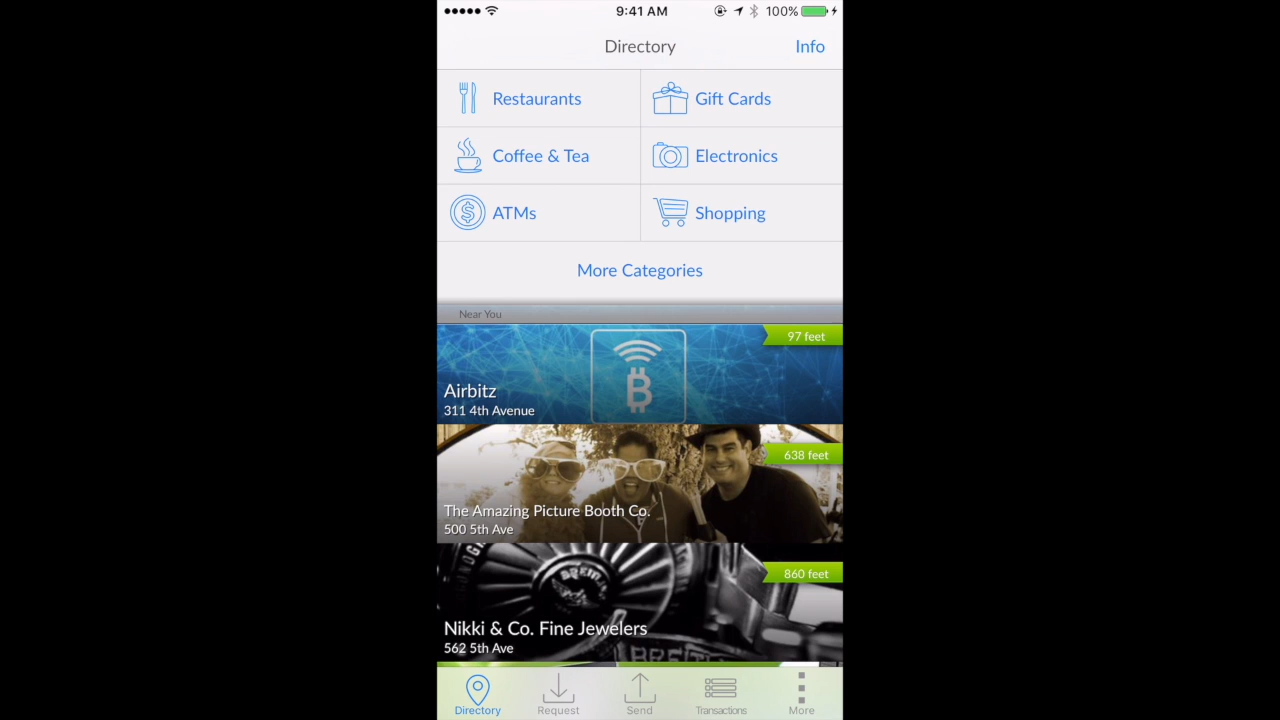 9:41 AM
100%
Directory
Info
Restaurants
Gift Cards
Coffee & Tea
Electronics
ATMs
Shopping
More Categories
Near You
97 feet
Airbitz
311 4th Avenue
638 feet
The Amazing Picture Booth Co.
500 5th Ave
860 feet
Nikki & Co. Fine Jewelers
562 5th Ave
Directory
Request
Send
Transactions
More